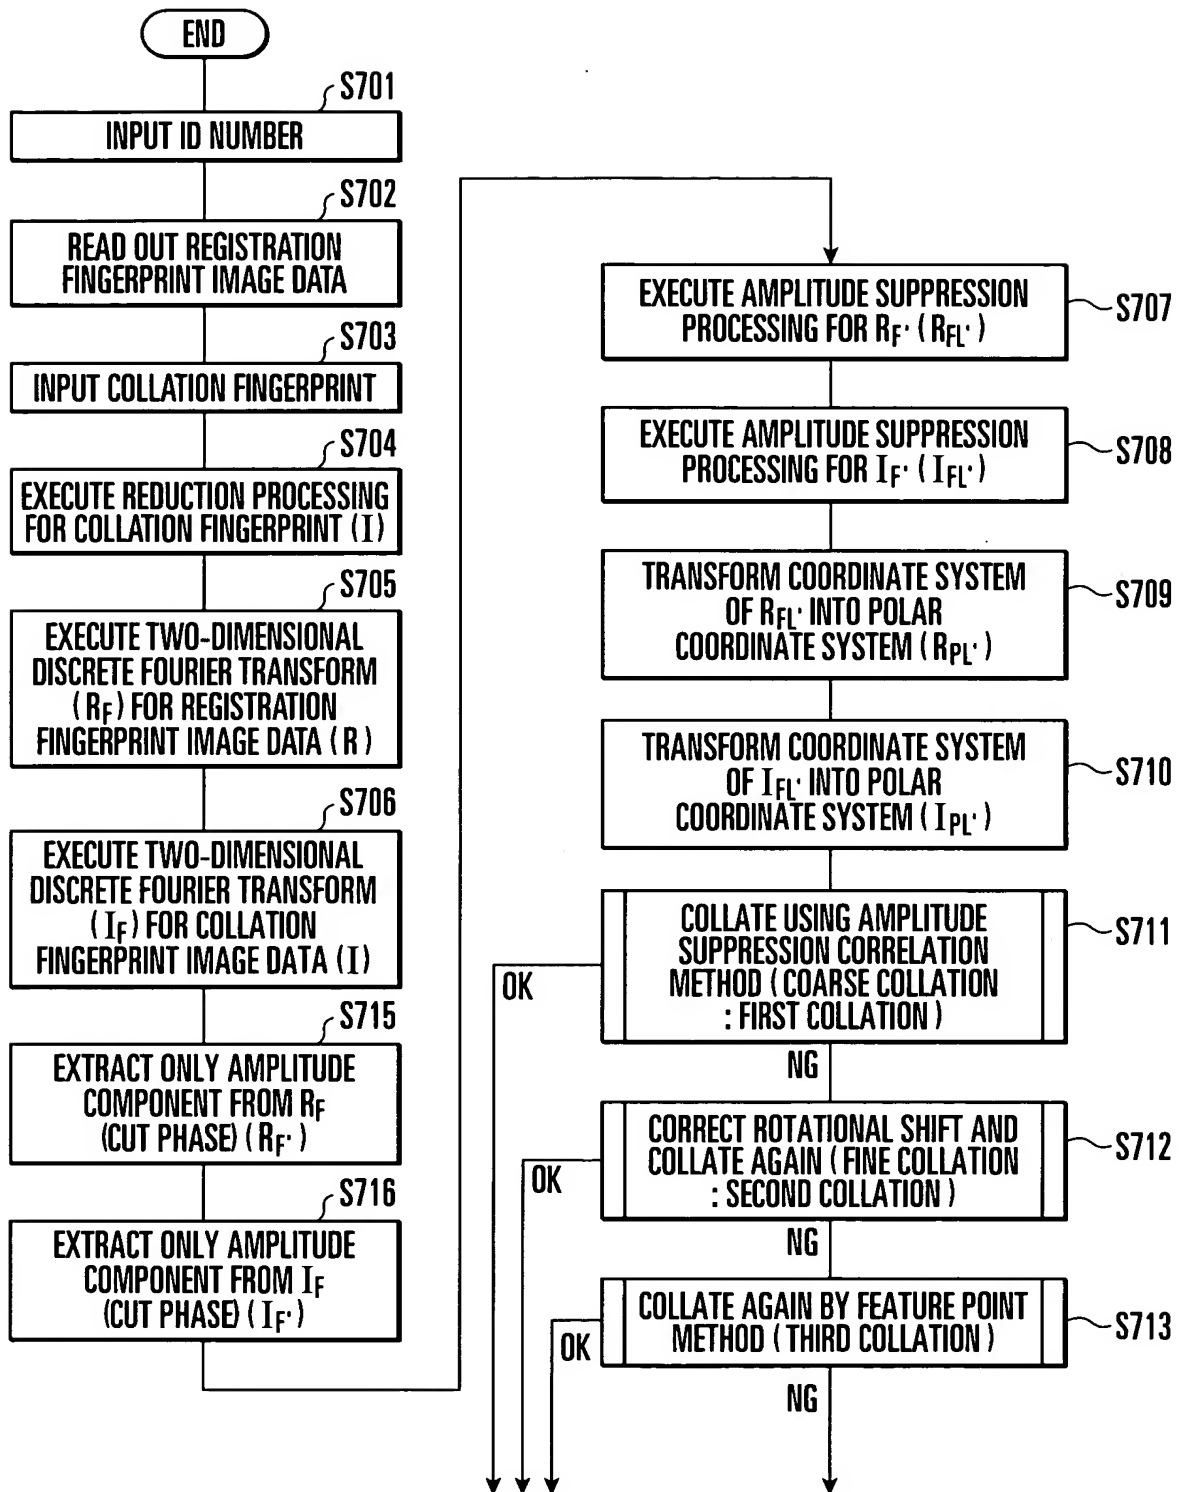 END
S701
INPUT ID NUMBER
S702
READ OUT REGISTRATION
FINGERPRINT IMAGE DATA
S703
INPUT COLLATION FINGERPRINT
S704
EXECUTE REDUCTION PROCESSING
FOR COLLATION FINGERPRINT (I)
S705
EXECUTE TWO-DIMENSIONAL
DISCRETE FOURIER TRANSFORM
(RF) FOR REGISTRATION
FINGERPRINT IMAGE DATA (R)
S706
EXECUTE TWO-DIMENSIONAL
DISCRETE FOURIER TRANSFORM
(IF) FOR COLLATION
FINGERPRINT IMAGE DATA (I)
S715
EXTRACT ONLY AMPLITUDE
COMPONENT FROM RF
(CUT PHASE) (RF')
S716
EXTRACT ONLY AMPLITUDE
COMPONENT FROM IF
(CUT PHASE) (IF')
EXECUTE AMPLITUDE SUPPRESSION
PROCESSING FOR RF' (RFL')
S707
EXECUTE AMPLITUDE SUPPRESSION
PROCESSING FOR IF' (IFL')
S708
TRANSFORM COORDINATE SYSTEM
OF RFL' INTO POLAR
COORDINATE SYSTEM (RPL')
S709
TRANSFORM COORDINATE SYSTEM
OF IFL' INTO POLAR
COORDINATE SYSTEM (IPL')
S710
COLLATE USING AMPLITUDE
SUPPRESSION CORRELATION
METHOD (COARSE COLLATION
: FIRST COLLATION)
S711
OK
NG
CORRECT ROTATIONAL SHIFT AND
COLLATE AGAIN (FINE COLLATION
: SECOND COLLATION)
S712
OK
NG
COLLATE AGAIN BY FEATURE POINT
METHOD (THIRD COLLATION)
S713
OK
NG